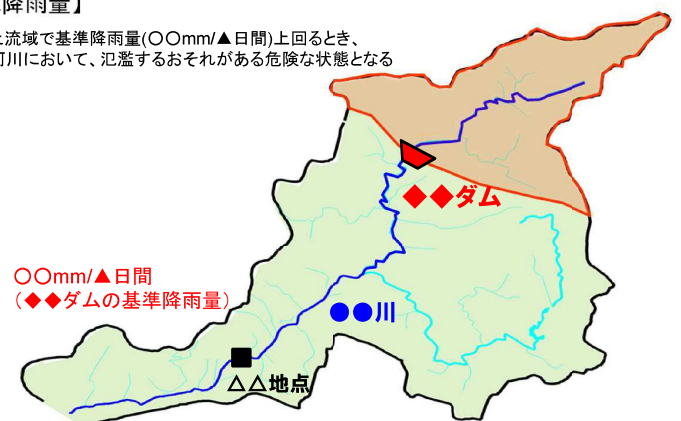 降雨量】
流域で基準降雨量(〇〇mm/▲日間)上回るとき、
河川において、氾濫するおそれがある危険な状態となる
◆◆ダム
〇〇mm/▲日間
（◆◆ダムの基準降雨量）
●●川
△△地点